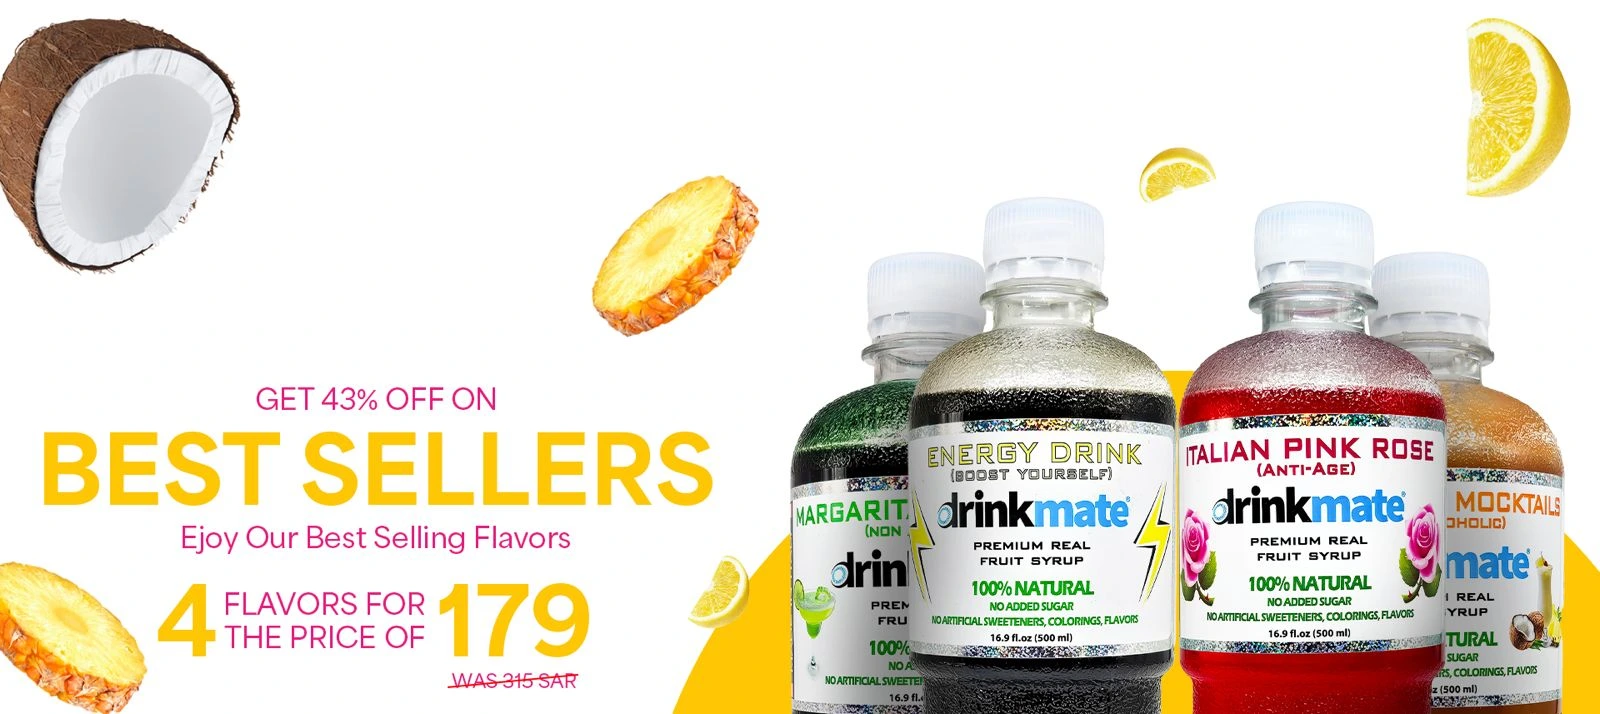 GET 43% OFF ON
BEST SELLERS
Ejoy Our Best Selling Flavors
4 FLAVORS FOR
THE PRICE OF 179
WAS 315 SAR
MARGARIT
(NON
drin
PREM
FRU
100%
NO A
NO ARTIFICIAL SWEETE
16.9 fl.
ENERGY DRINK
(BOOST YOURSELF)
drinkmate®
PREMIUM REAL
FRUIT SYRUP
100% NATURAL
NO ADDED SUGAR
NO ARTIFICIAL SWEETENERS, COLORINGS, FLAVORS
16.9 fl.oz (500 ml)
ITALIAN PINK ROSE
(ANTI-AGE)
drinkmate®
PREMIUM REAL
FRUIT SYRUP
100% NATURAL
NO ADDED SUGAR
NO ARTIFICIAL SWEETENERS, COLORINGS, FLAVORS
16.9 fl.oz (500 ml)
MOCKTAILS
OHOLIC)
mate®
REAL
YRUP
TURAL
SUGAR
RS, COLORINGS, FLAVORS
oz (500 ml)